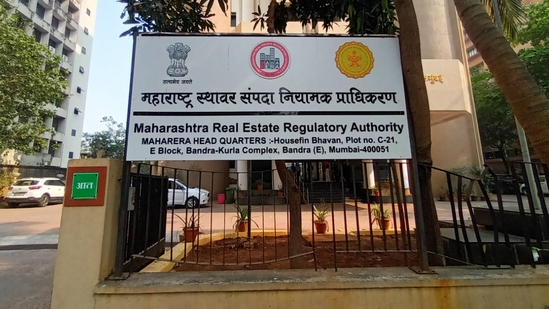 सत्यमेव जयते
महाराष्ट्र स्थावर संपदा नियामक प्राधिकरण
Maharashtra Real Estate Regulatory Authority
MAHARERA HEAD QUARTERS :-Housefin Bhavan, Plot no. C-21,
E Block, Bandra-Kurla Complex, Bandra (E), Mumbai-400051
आत